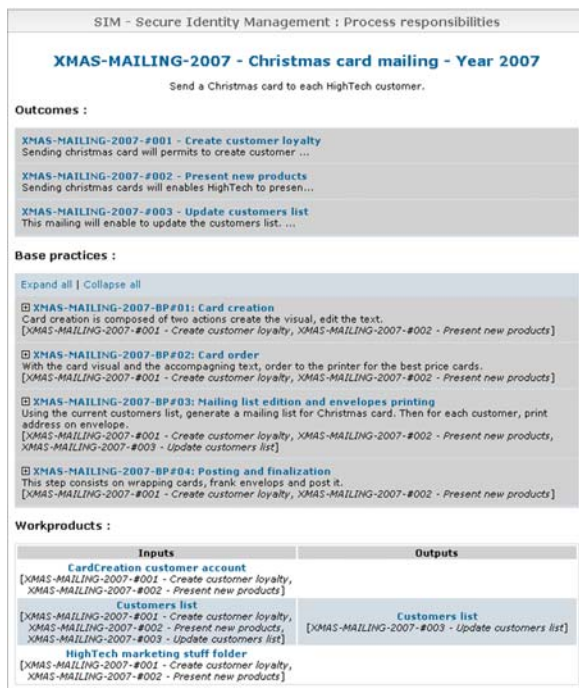 SIM - Secure Identity Management : Process responsibilities
XMAS-MAILING-2007 - Christmas card mailing - Year 2007
Send a Christmas card to each HighTech customer.
Outcomes :
XMAS-MAILING-2007-#001 - Create customer loyalty
Sending christmas card will permits to create customer ...
XMAS-MAILING-2007-#002 - Present new products
Sending christmas cards will enables HighTech to presen...
XMAS-MAILING-2007-#003 - Update customers list
This mailing will enable to update the customers list. ...
Base practices :
Expand all | Collapse all
XMAS-MAILING-2007-BP#01: Card creation
Card creation is composed of two actions create the visual, edit the text.
[XMAS-MAILING-2007-#001 - Create customer loyalty, XMAS-MAILING-2007-#002 - Present new products]
XMAS-MAILING-2007-BP#02: Card order
With the card visual and the accompagning text, order to the printer for the best price cards.
[XMAS-MAILING-2007-#001 - Create customer loyalty, XMAS-MAILING-2007-#002 - Present new products]
XMAS-MAILING-2007-BP#03: Mailing list edition and envelopes printing
Using the current customers list, generate a mailing list for Christmas card. Then for each customer, print
address on envelope.
[XMAS-MAILING-2007-#001 - Create customer loyalty, XMAS-MAILING-2007-#002 - Present new products,
XMAS-MAILING-2007-#003 - Update customers list]
XMAS-MAILING-2007-BP#04: Posting and finalization
This step consists on wrapping cards, frank envelops and post it.
[XMAS-MAILING-2007-#001 - Create customer loyalty, XMAS-MAILING-2007-#002 - Present new products]
Workproducts :
Inputs
Outputs
CardCreation customer account
[XMAS-MAILING-2007-#001 - Create customer loyalty,
XMAS-MAILING-2007-#002 - Present new products]
Customers list
[XMAS-MAILING-2007-#001 - Create customer loyalty,
XMAS-MAILING-2007-#002 - Present new products,
XMAS-MAILING-2007-#003 - Update customers list]
Customers list
[XMAS-MAILING-2007-#003 - Update customers list]
HighTech marketing stuff folder
[XMAS-MAILING-2007-#001 - Create customer loyalty,
XMAS-MAILING-2007-#002 - Present new products]